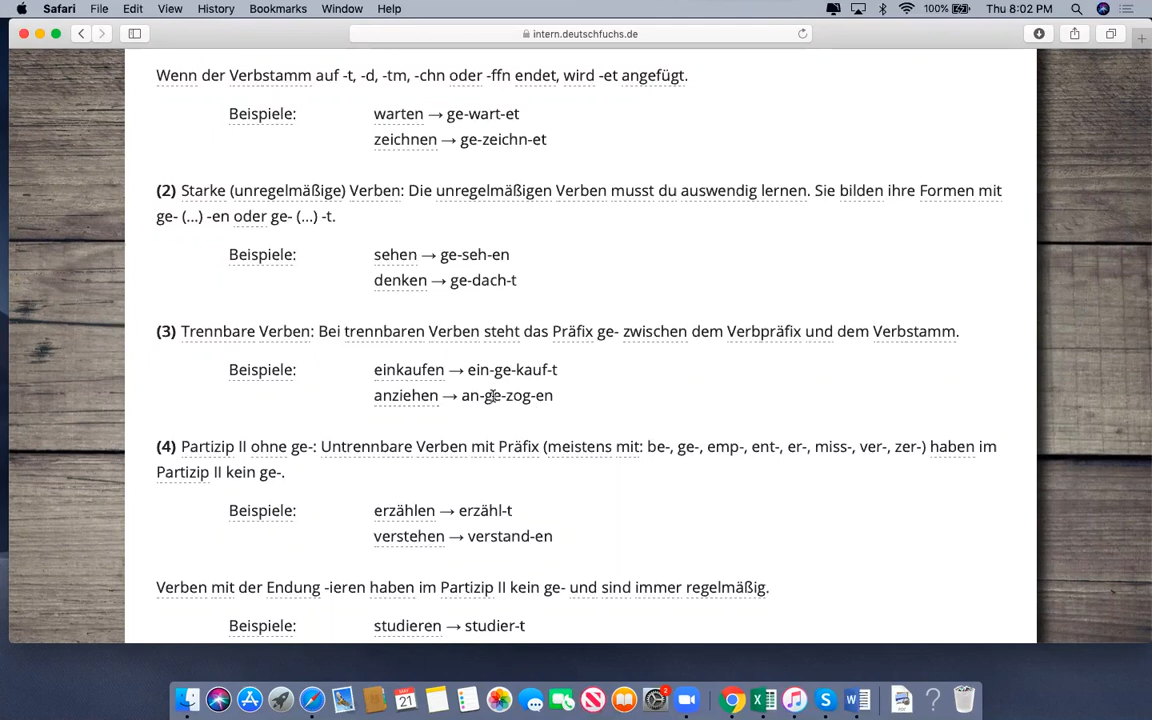 Safari File Edit View History Bookmarks Window Help 100% Thu 8:02 PM
intern.deutschfuchs.de
Wenn der Verbstamm auf -t, -d, -tm, -chn oder -ffn endet, wird -et angefügt.
Beispiele: warten → ge-wart-et
zeichnen → ge-zeichn-et
(2) Starke (unregelmäßige) Verben: Die unregelmäßigen Verben musst du auswendig lernen. Sie bilden ihre Formen mit
ge- (...) -en oder ge- (...) -t.
Beispiele: sehen → ge-seh-en
denken → ge-dach-t
(3) Trennbare Verben: Bei trennbaren Verben steht das Präfix ge- zwischen dem Verbpräfix und dem Verbstamm.
Beispiele: einkaufen → ein-ge-kauf-t
anziehen → an-ge-zog-en
(4) Partizip II ohne ge-: Untrennbare Verben mit Präfix (meistens mit: be-, ge-, emp-, ent-, er-, miss-, ver-, zer-) haben im
Partizip II kein ge-.
Beispiele: erzählen → erzähl-t
verstehen → verstand-en
Verben mit der Endung -ieren haben im Partizip II kein ge- und sind immer regelmäßig.
Beispiele: studieren → studier-t
MAY
21
2